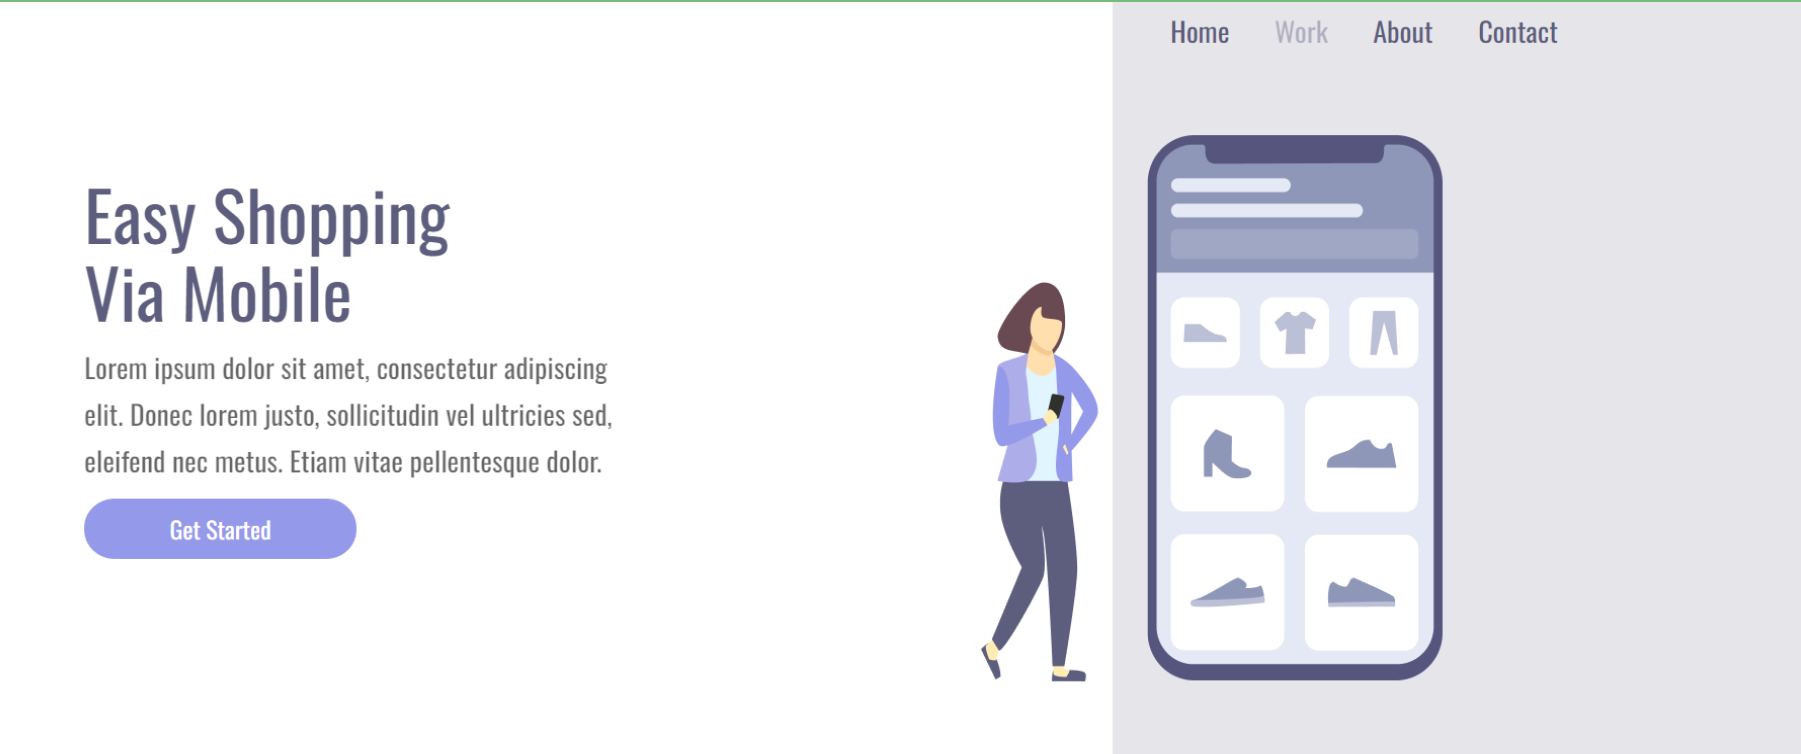 Home Work About Contact
Easy Shopping
Via Mobile
Lorem ipsum dolor sit amet, consectetur adipiscing
elit. Donec lorem justo, sollicitudin vel ultricies sed,
eleifend nec metus. Etiam vitae pellentesque dolor.
Get Started